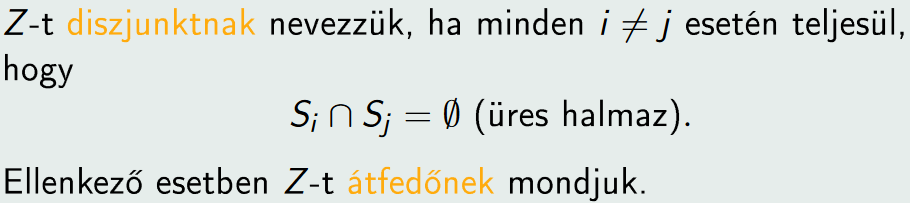 Z-t diszjunktnak nevezzük, ha minden i ≠ j esetén teljesül,
hogy
S_i ∩ S_j = ∅ (üres halmaz).
Ellenkező esetben Z-t átfedőnek mondjuk.